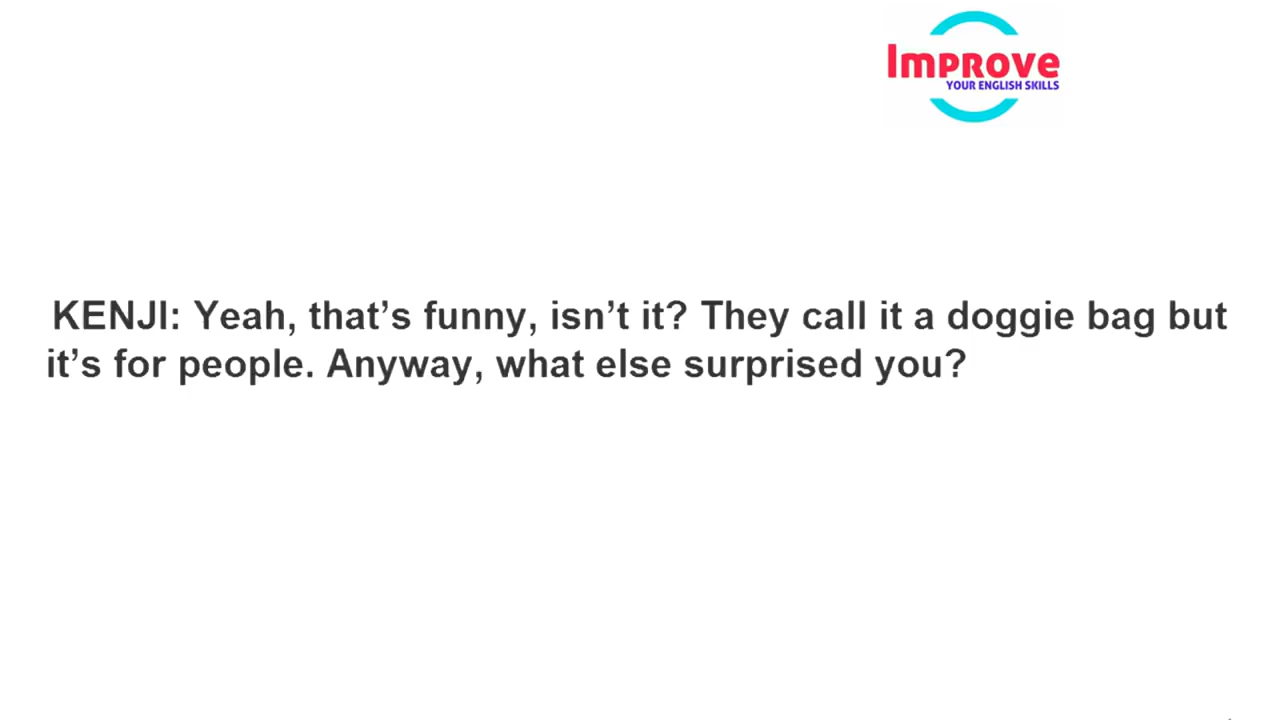 Improve
YOUR ENGLISH SKILLS
KENJI: Yeah, that’s funny, isn’t it? They call it a doggie bag but
it’s for people. Anyway, what else surprised you?